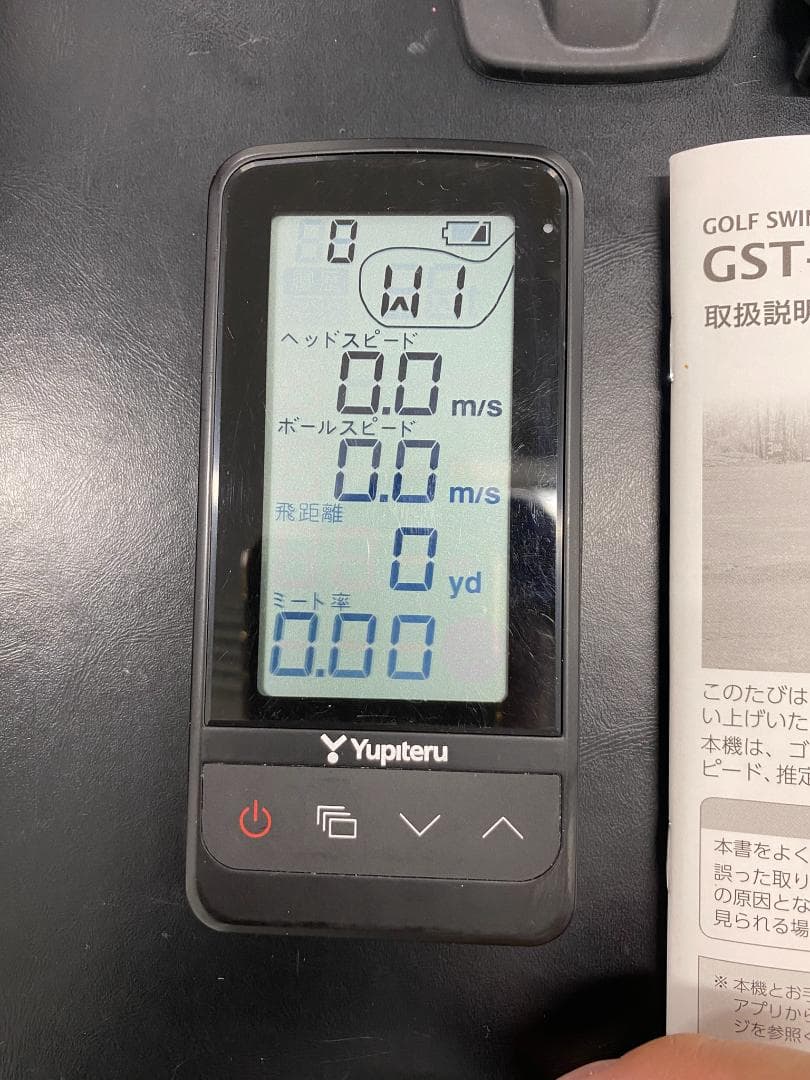 0
W1
ヘッドスピード
0.0 m/s
ボールスピード
0.0 m/s
飛距離
0 yd
ミート率
0.00
Yupiteru
GOLF SWIN
GST-
取扱説明
このたびは
い上げいた
本機は、ゴ
ピード、推定
本書をよく
誤った取り
の原因とな
見られる場
※本機とお手
アプリから
ジを参照く